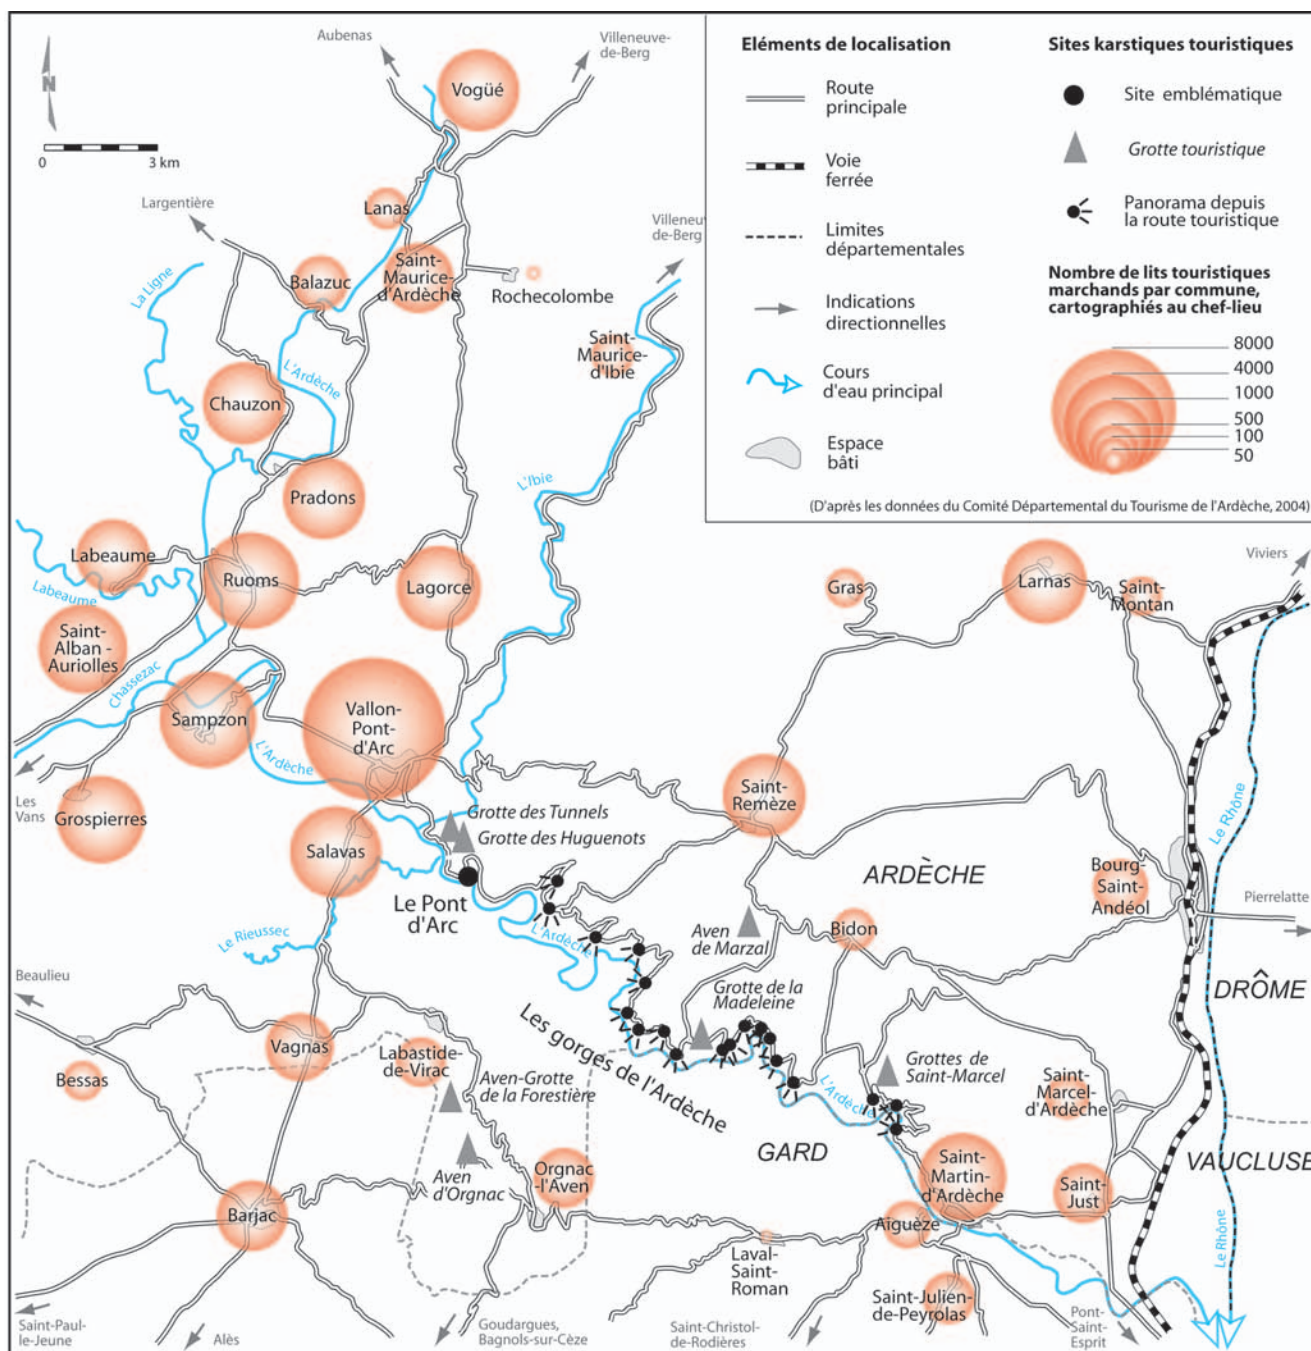 Aubenas
Villeneuve-
de-Berg
Vogüé
N
0
3 km
Lanas
Largentière
Villeneu
de-Berg
Saint-
Maurice-
d'Ardèche
Balazuc
Rochecolombe
La Ligne
L'Ardèche
Saint-
Maurice-
d'Ibie
Chauzon
Pradons
L'Ibie
Labeaume
Ruoms
Lagorce
Labeaume
Saint-
Alban -
Auriolles
Chassezac
Sampzon
Vallon-
Pont-
d'Arc
L'Ardèche
Les
Vans
Grospierres
Salavas
Grotte des Tunnels
Grotte des Huguenots
Le Pont
d'Arc
Le Rieussec
L'Ardèche
Eléments de localisation
Route
principale
Voie
ferrée
Limites
départementales
Indications
directionnelles
Cours
d'eau principal
Espace
bâti
Sites karstiques touristiques
Site emblématique
Grotte touristique
Panorama depuis
la route touristique
Nombre de lits touristiques
marchands par commune,
cartographiés au chef-lieu
8000
4000
1000
500
100
50
(D'après les données du Comité Départemental du Tourisme de l'Ardèche, 2004)
Viviers
Gras
Larnas
Saint-
Montan
Saint-
Remèze
Le Rhône
ARDÈCHE
Bourg-
Saint-
Andéol
Pierrelatte
Aven
de Marzal
Bidon
Grotte de la
Madeleine
DRÔME
Les gorges de l'Ardèche
Beaulieu
Vagnas
Labastide-
de-Virac
Bessas
Aven-Grotte
de la Forestière
L'Ardèche
Grottes de
Saint-Marcel
Saint-
Marcel-
d'Ardèche
GARD
VAUCLUSE
Aven
d'Orgnac
Orgnac
-l'Aven
Saint-
Martin-
d'Ardèche
Saint-
Just
Barjac
Aiguèze
Laval-
Saint-
Roman
Saint-Julien-
de-Peyrolas
Le Rhône
Saint-Paul-
le-Jeune
Alès
Goudargues,
Bagnols-sur-Cèze
Saint-Christol-
de-Rodières
Pont-
Saint-
Esprit